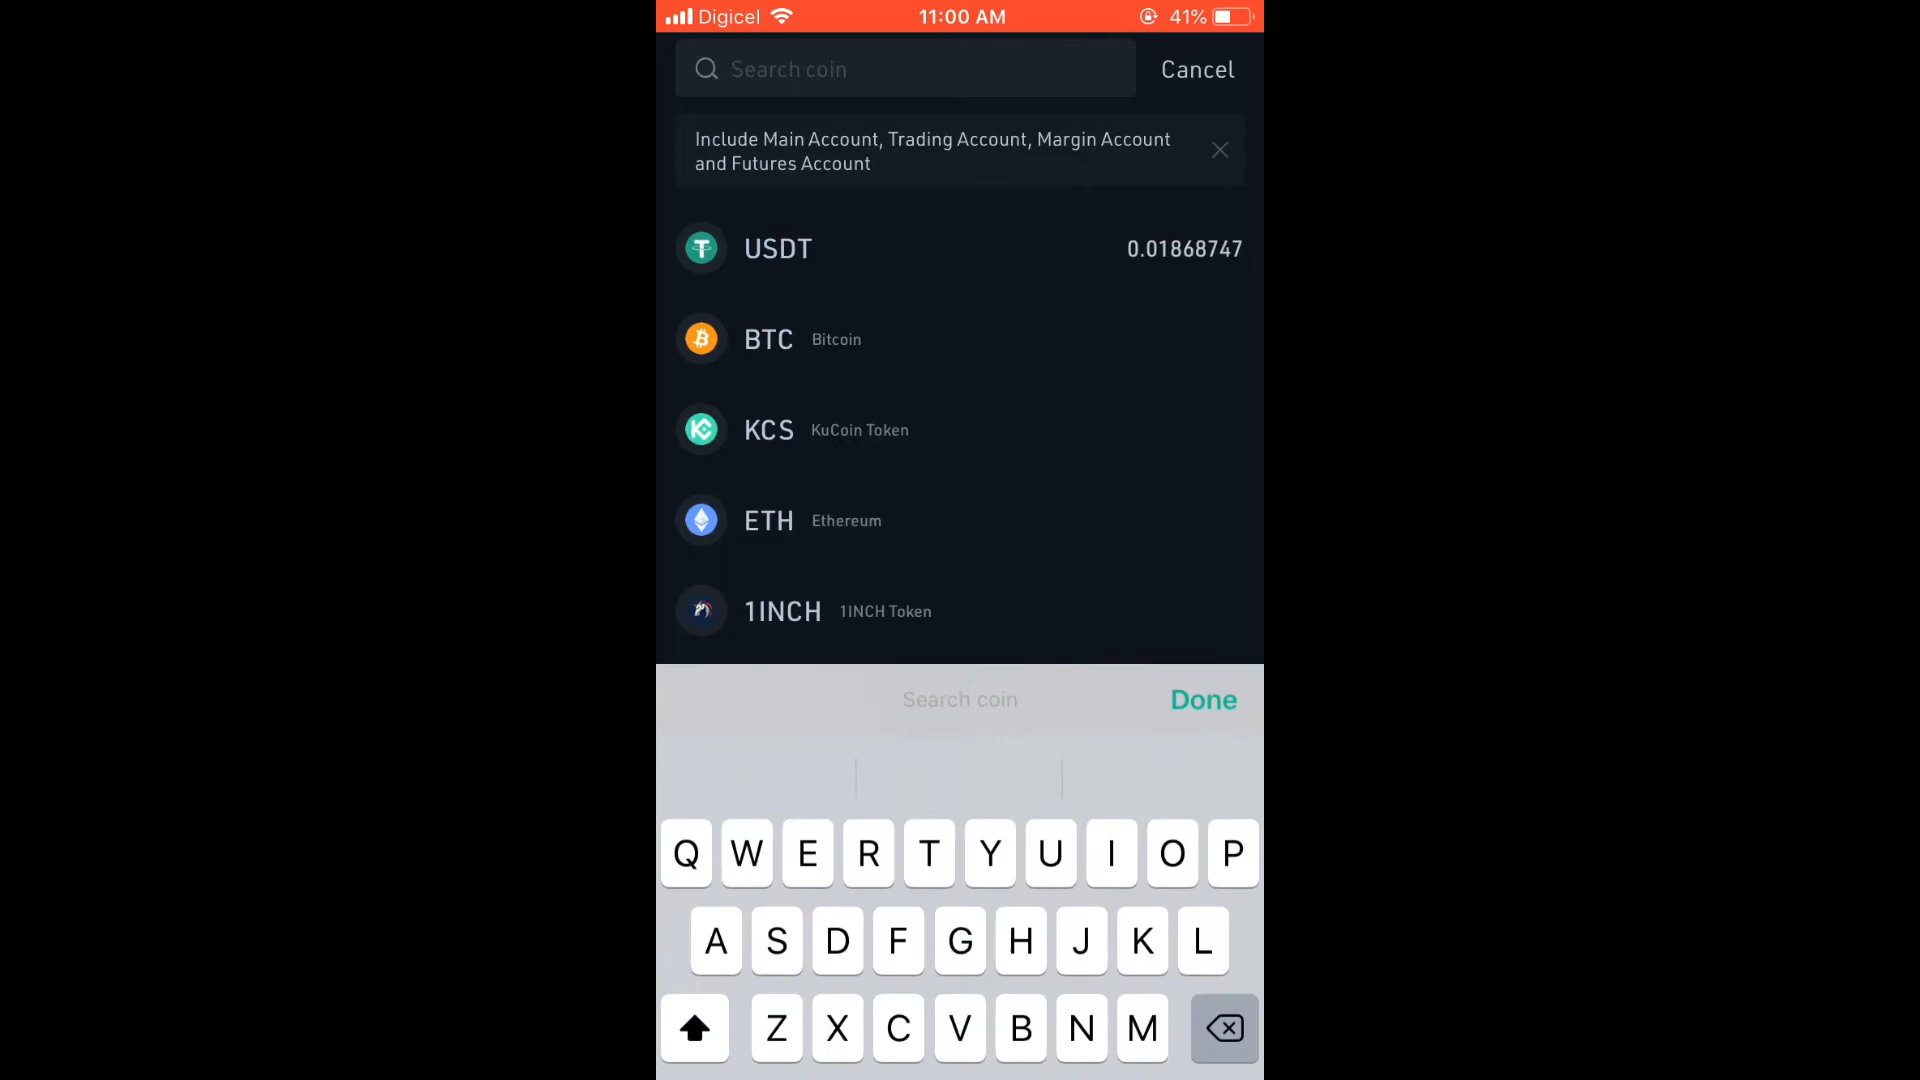 Digicel 11:00 AM 41%
Search coin Cancel
Include Main Account, Trading Account, Margin Account
and Futures Account
USDT 0.01868747
BTC Bitcoin
KCS KuCoin Token
ETH Ethereum
1INCH 1INCH Token
Search coin Done
Q W E R T Y U I O P
A S D F G H J K L
Z X C V B N M